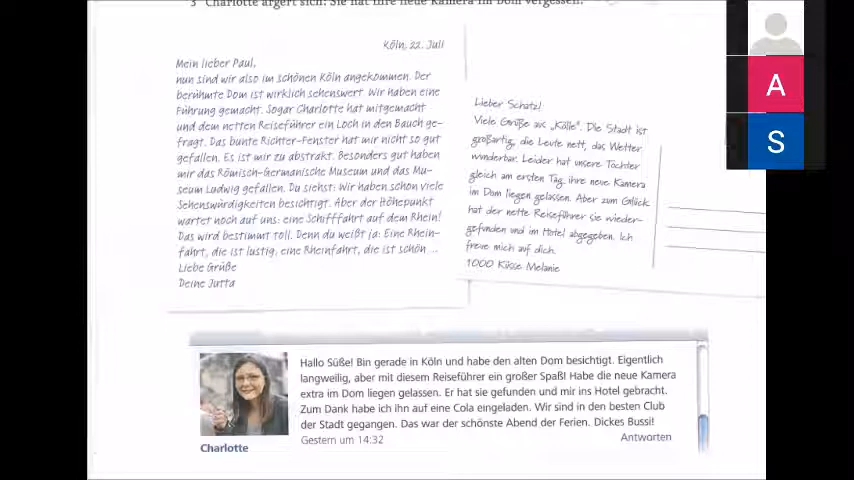 3 Charlotte ärgert sich: Sie hat ihre neue Kamera im Dom vergessen.
Köln, 22. Juli
Mein lieber Paul,
nun sind wir also im schönen Köln angekommen. Der
berühmte Dom ist wirklich sehenswert. Wir haben eine
Führung gemacht. Sogar Charlotte hat mitgemacht
und dem netten Reiseführer ein Loch in den Bauch ge-
fragt. Das bunte Richter-Fenster hat mir nicht so gut
gefallen. Es ist mir zu abstrakt. Besonders gut haben
mir das Römisch-Germanische Museum und das Mu-
seum Ludwig gefallen. Du siehst: Wir haben schon viele
Sehenswürdigkeiten besichtigt. Aber der Höhepunkt
wartet noch auf uns: eine Schifffahrt auf dem Rhein!
Das wird bestimmt toll. Denn du weißt ja: Eine Rhein-
fahrt, die ist lustig, eine Rheinfahrt, die ist schön ...
Liebe Grüße
Deine Jutta
Lieber Schatz!
Viele Grüße aus „Kölle“. Die Stadt ist
großartig, die Leute nett, das Wetter
wunderbar. Leider hat unsere Tochter
gleich am ersten Tag ihre neue Kamera
im Dom liegen gelassen. Aber zum Glück
hat der nette Reiseführer sie wieder-
gefunden und im Hotel abgegeben. Ich
freue mich auf dich.
1000 Küsse Melanie
Hallo Süße! Bin gerade in Köln und habe den alten Dom besichtigt. Eigentlich
langweilig, aber mit diesem Reiseführer ein großer Spaß! Habe die neue Kamera
extra im Dom liegen gelassen. Er hat sie gefunden und mir ins Hotel gebracht.
Zum Dank habe ich ihn auf eine Cola eingeladen. Wir sind in den besten Club
der Stadt gegangen. Das war der schönste Abend der Ferien. Dickes Bussi!
Gestern um 14:32
Antworten
Charlotte
A
S